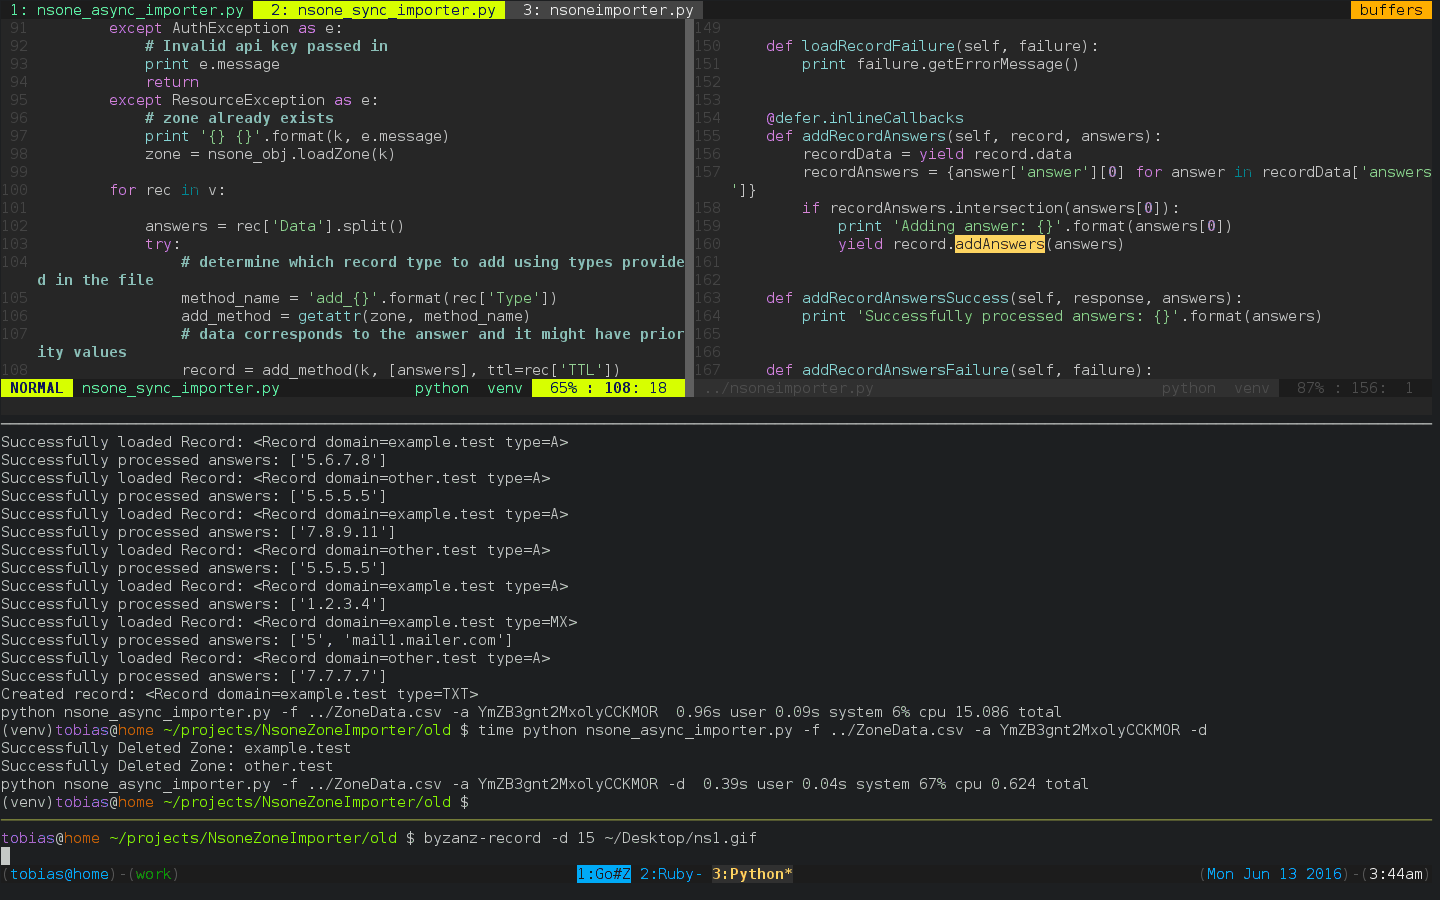 1: nsone_async_importer.py  2: nsone_sync_importer.py  3: nsoneimporter.py  buffers
91         except AuthException as e:
92             # Invalid api key passed in
93             print e.message
94             return
95         except ResourceException as e:
96             # zone already exists
97             print '{} {}'.format(k, e.message)
98             zone = nsone_obj.loadZone(k)
99
100         for rec in v:
101
102             answers = rec['Data'].split()
103             try:
104                 # determine which record type to add using types provide
d in the file
105                 method_name = 'add_{}'.format(rec['Type'])
106                 add_method = getattr(zone, method_name)
107                 # data corresponds to the answer and it might have prior
ity values
108                 record = add_method(k, [answers], ttl=rec['TTL'])
NORMAL  nsone_sync_importer.py  python  venv  65% : 108: 18
149
150     def loadRecordFailure(self, failure):
151         print failure.getErrorMessage()
152
153
154     @defer.inlineCallbacks
155     def addRecordAnswers(self, record, answers):
156         recordData = yield record.data
157         recordAnswers = {answer['answer'][0] for answer in recordData['answers
']}
158         if recordAnswers.intersection(answers[0]):
159             print 'Adding answer: {}'.format(answers[0])
160             yield record.addAnswers(answers)
161
162
163     def addRecordAnswersSuccess(self, response, answers):
164         print 'Successfully processed answers: {}'.format(answers)
165
166
167     def addRecordAnswersFailure(self, failure):
../nsoneimporter.py  python  venv  87% : 156:  1
Successfully loaded Record: <Record domain=example.test type=A>
Successfully processed answers: ['5.6.7.8']
Successfully loaded Record: <Record domain=other.test type=A>
Successfully processed answers: ['5.5.5.5']
Successfully loaded Record: <Record domain=example.test type=A>
Successfully processed answers: ['7.8.9.11']
Successfully loaded Record: <Record domain=other.test type=A>
Successfully processed answers: ['5.5.5.5']
Successfully loaded Record: <Record domain=example.test type=A>
Successfully processed answers: ['1.2.3.4']
Successfully loaded Record: <Record domain=example.test type=MX>
Successfully processed answers: ['5', 'mail1.mailer.com']
Successfully loaded Record: <Record domain=other.test type=A>
Successfully processed answers: ['7.7.7.7']
Created record: <Record domain=example.test type=TXT>
python nsone_async_importer.py -f ../ZoneData.csv -a YmZB3gnt2MxolyCCKMOR  0.96s user 0.09s system 6% cpu 15.086 total
(venv)tobias@home ~/projects/NsoneZoneImporter/old $ time python nsone_async_importer.py -f ../ZoneData.csv -a YmZB3gnt2MxolyCCKMOR -d
Successfully Deleted Zone: example.test
Successfully Deleted Zone: other.test
python nsone_async_importer.py -f ../ZoneData.csv -a YmZB3gnt2MxolyCCKMOR -d  0.39s user 0.04s system 67% cpu 0.624 total
(venv)tobias@home ~/projects/NsoneZoneImporter/old $
tobias@home ~/projects/NsoneZoneImporter/old $ byzanz-record -d 15 ~/Desktop/ns1.gif
(tobias@home)-(work)  1:Go#Z 2:Ruby- 3:Python*  (Mon Jun 13 2016)-(3:44am)